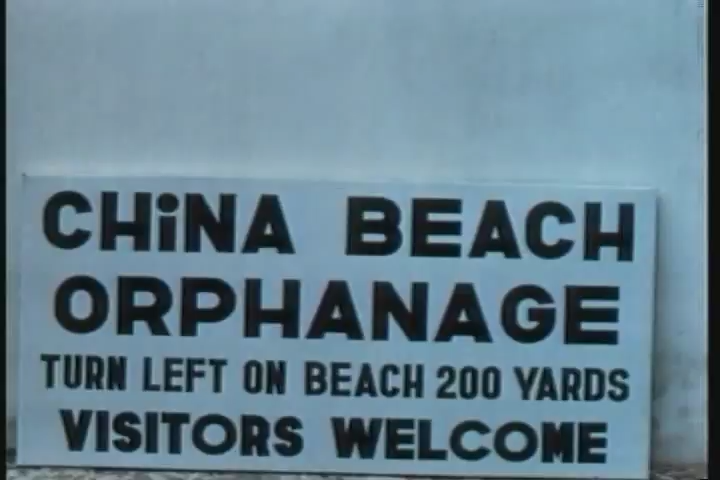 CHiNA BEACH
ORPHANAGE
TURN LEFT ON BEACH 200 YARDS
VISITORS WELCOME